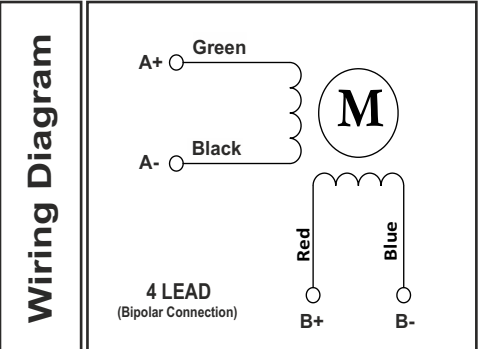 Wiring Diagram
A+ Green
M
A- Black
Red
Blue
4 LEAD
(Bipolar Connection)
B+ B-